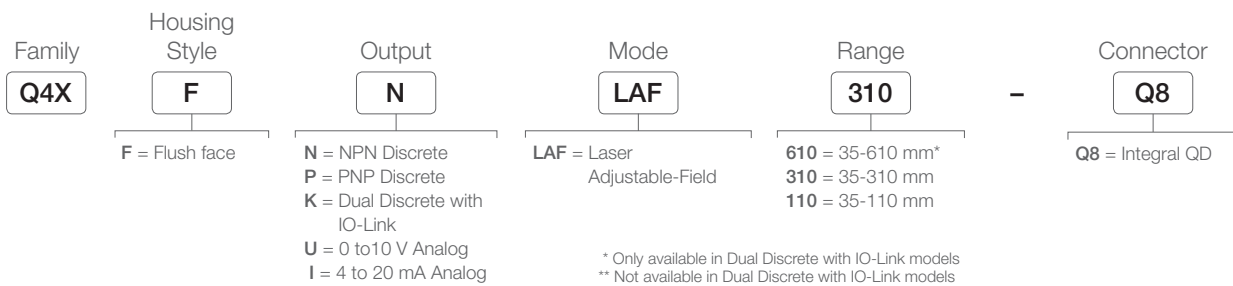 Family
Housing
Style
Output
Mode
Range
Connector
Q4X
F
N
LAF
310
–
Q8
F = Flush face
N = NPN Discrete
P = PNP Discrete
K = Dual Discrete with
IO-Link
U = 0 to10 V Analog
I = 4 to 20 mA Analog
LAF = Laser
Adjustable-Field
610 = 35-610 mm*
310 = 35-310 mm
110 = 35-110 mm
Q8 = Integral QD
* Only available in Dual Discrete with IO-Link models
** Not available in Dual Discrete with IO-Link models